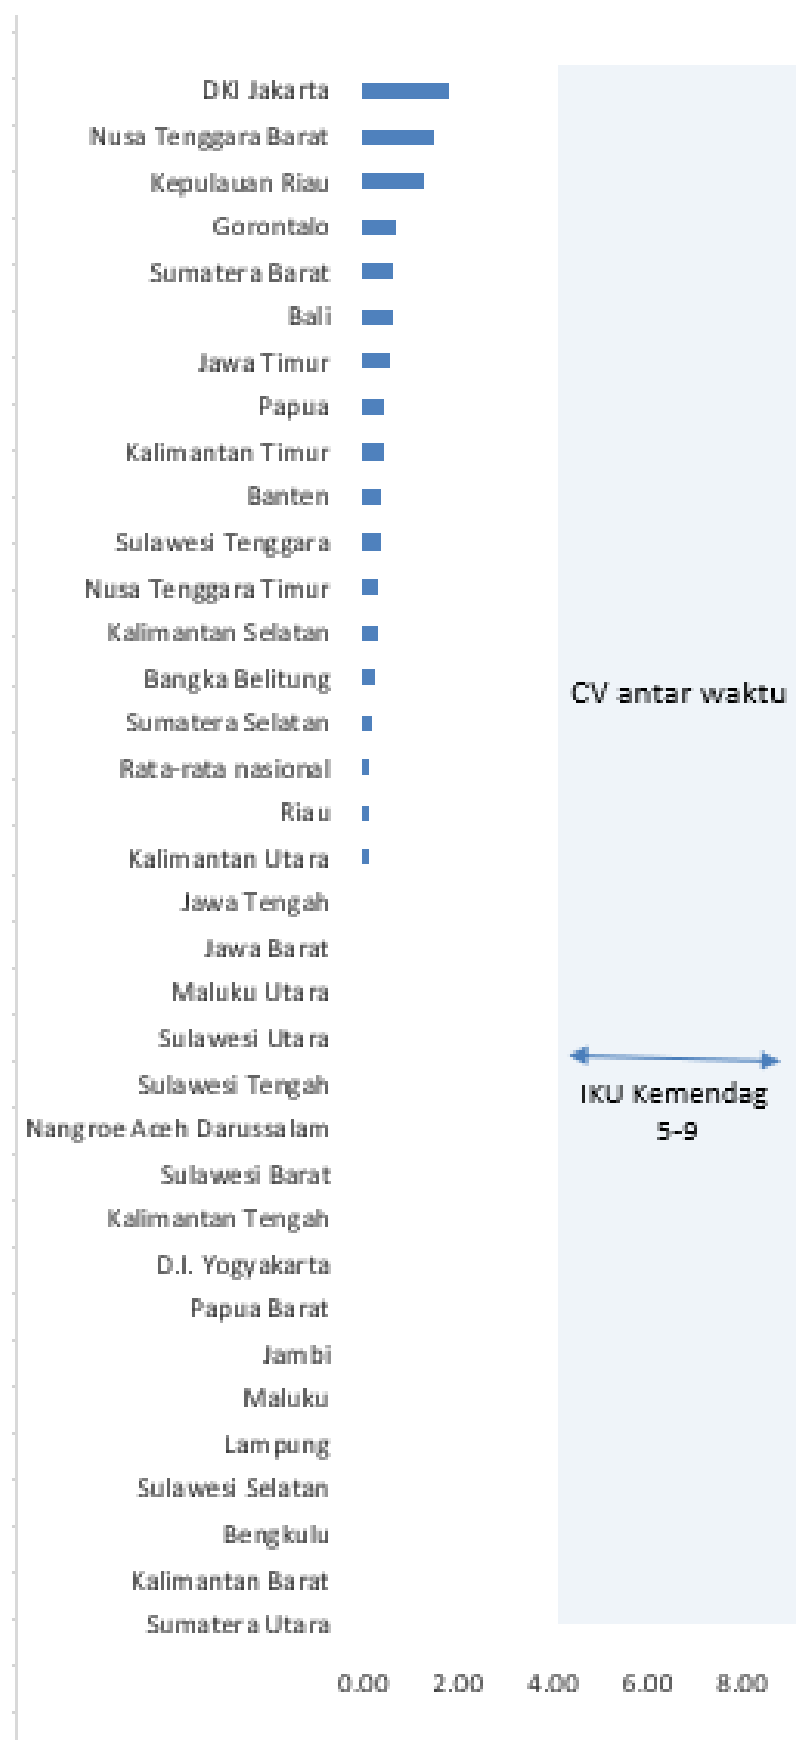 DKI Jakarta
Nusa Tenggara Barat
Kepulauan Riau
Gorontalo
Sumatera Barat
Bali
Jawa Timur
Papua
Kalimantan Timur
Banten
Sulawesi Tenggara
Nusa Tenggara Timur
Kalimantan Selatan
Bangka Belitung
CV antar waktu
Sumatera Selatan
Rata-rata nasional
Riau
Kalimantan Utara
Jawa Tengah
Jawa Barat
Maluku Utara
Sulawesi Utara
Sulawesi Tengah
IKU Kemendag
5-9
Nangroe Aceh Darussalam
Sulawesi Barat
Kalimantan Tengah
D.I. Yogyakarta
Papua Barat
Jambi
Maluku
Lampung
Sulawesi Selatan
Bengkulu
Kalimantan Barat
Sumatera Utara
0.00 2.00 4.00 6.00 8.00